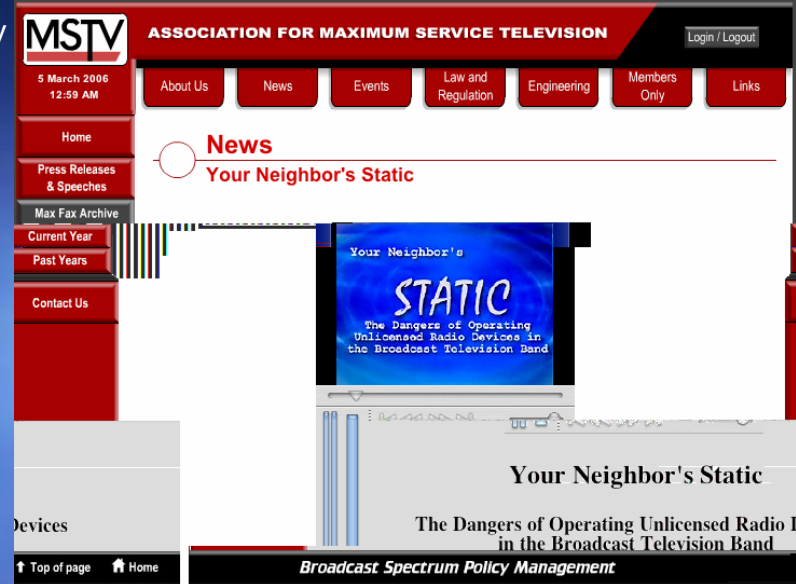 y
MSTV
ASSOCIATION FOR MAXIMUM SERVICE TELEVISION
Login / Logout
5 March 2006
12:59 AM
About Us
News
Events
Law and
Regulation
Engineering
Members
Only
Links
Home
Press Releases
& Speeches
Max Fax Archive
Current Year
Past Years
Contact Us
News
Your Neighbor's Static
Your Neighbor's
STATIC
The Dangers of Operating
Unlicensed Radio Devices in
the Broadcast Television Band
Your Neighbor's Static
Devices
The Dangers of Operating Unlicensed Radio D
in the Broadcast Television Band
Top of page
Home
Broadcast Spectrum Policy Management